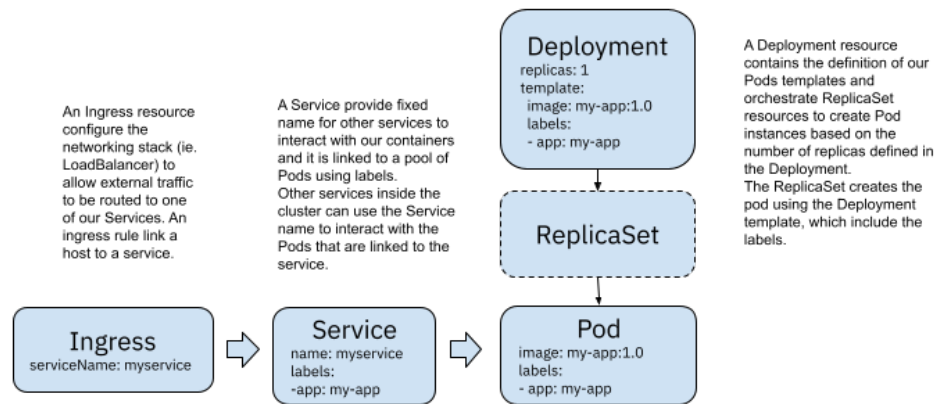 Deployment
replicas: 1
template:
image: my-app:1.0
labels:
- app: my-app
A Deployment resource
contains the definition of our
Pods templates and
orchestrate ReplicaSet
resources to create Pod
instances based on the
number of replicas defined in
the Deployment.
The ReplicaSet creates the
pod using the Deployment
template, which include the
labels.
An Ingress resource
configure the
networking stack (ie.
LoadBalancer) to
allow external traffic
to be routed to one
of our Services. An
ingress rule link a
host to a service.
A Service provide fixed
name for other services to
interact with our containers
and it is linked to a pool of
Pods using labels.
Other services inside the
cluster can use the Service
name to interact with the
Pods that are linked to the
service.
ReplicaSet
Ingress
serviceName: myservice
Service
name: myservice
labels:
-app: my-app
Pod
image: my-app:1.0
labels:
- app: my-app